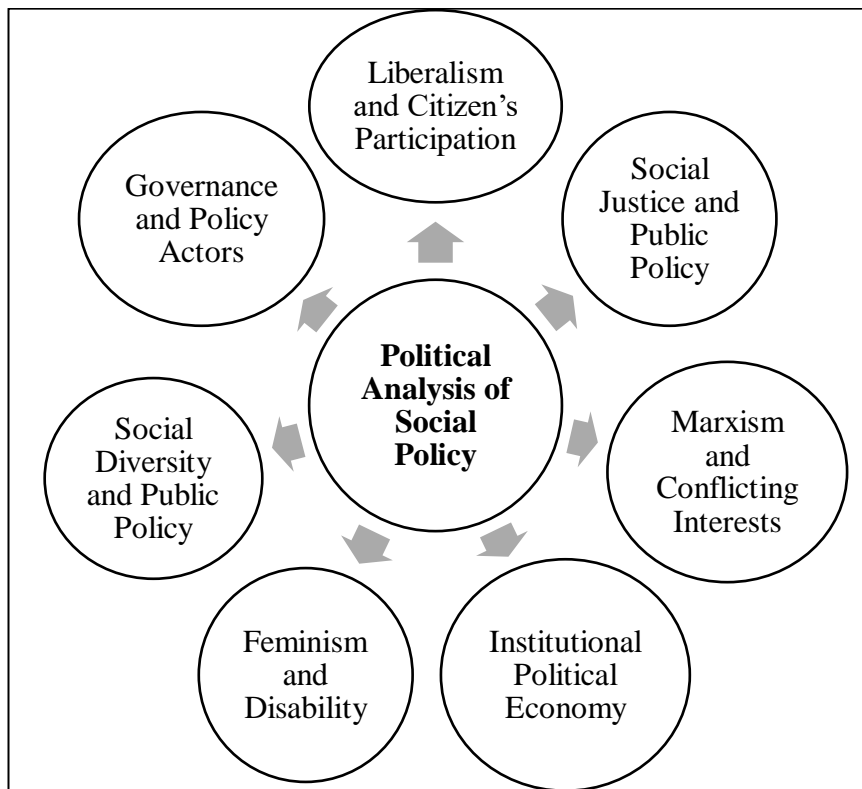 Liberalism
and Citizen’s
Participation
Social
Justice and
Public
Policy
Marxism
and
Conflicting
Interests
Institutional
Political
Economy
Feminism
and
Disability
Social
Diversity
and Public
Policy
Governance
and Policy
Actors
Political
Analysis of
Social
Policy